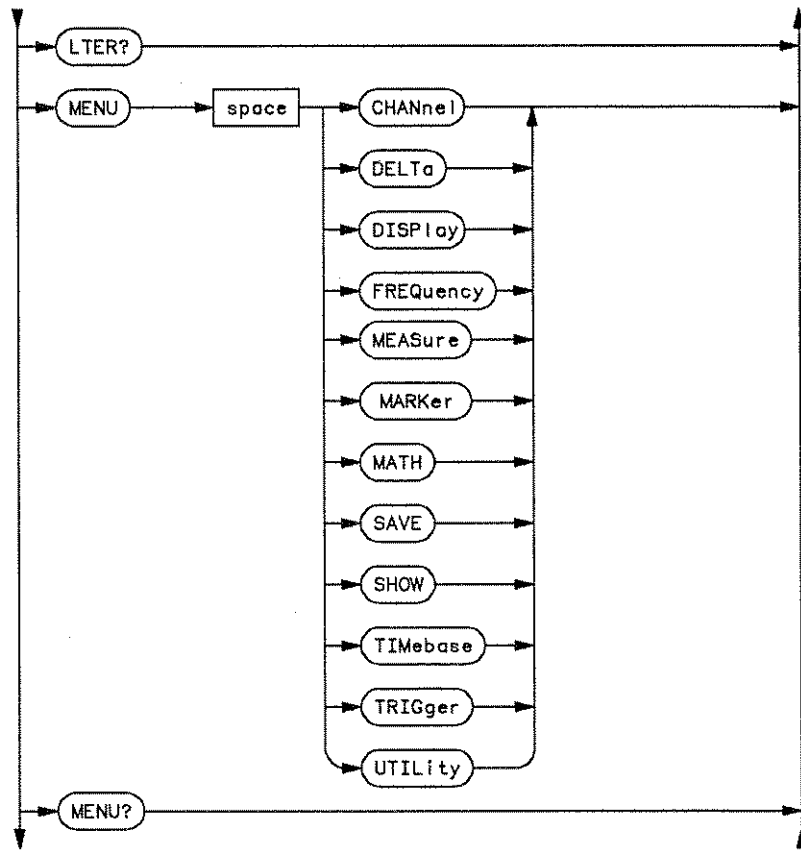 LTER?
MENU space CHANnel
DELTa
DISPlay
FREQuency
MEASure
MARKer
MATH
SAVE
SHOW
TIMebase
TRIGger
UTILity
MENU?